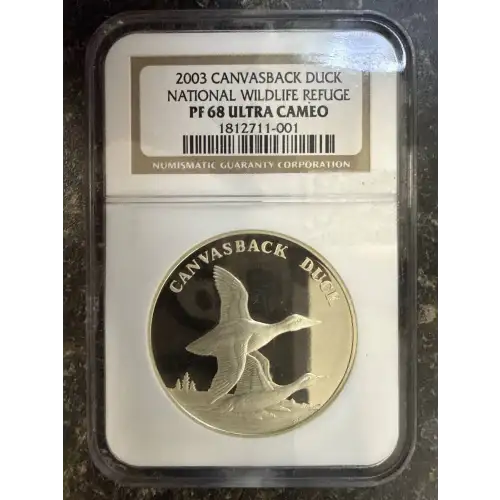 2003 CANVASBACK DUCK
NATIONAL WILDLIFE REFUGE
PF 68 ULTRA CAMEO
1812711-001
NUMISMATIC GUARANTY CORPORATION
CANVASBACK DUCK